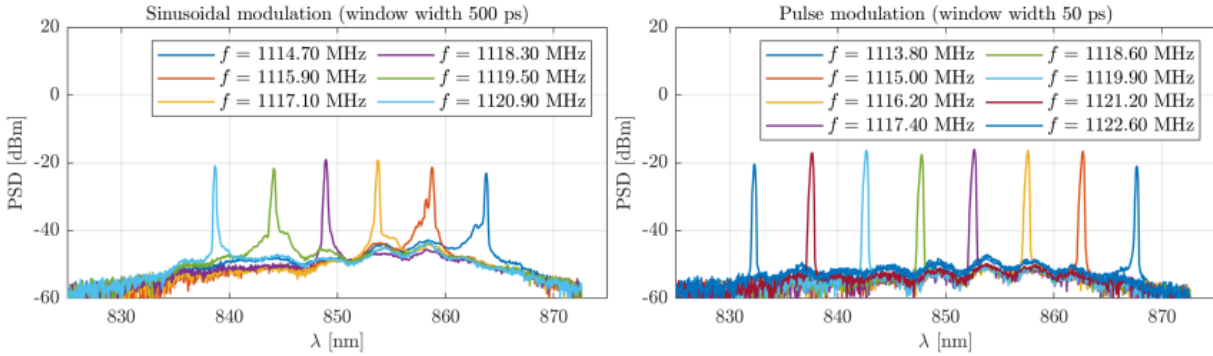 Sinusoidal modulation (window width 500 ps)
20
0
-20
-40
-60
PSD [dBm]
f = 1114.70 MHz
f = 1115.90 MHz
f = 1117.10 MHz
f = 1118.30 MHz
f = 1119.50 MHz
f = 1120.90 MHz
830 840 850 860 870
λ [nm]
Pulse modulation (window width 50 ps)
20
0
-20
-40
-60
PSD [dBm]
f = 1113.80 MHz
f = 1115.00 MHz
f = 1116.20 MHz
f = 1117.40 MHz
f = 1118.60 MHz
f = 1119.90 MHz
f = 1121.20 MHz
f = 1122.60 MHz
830 840 850 860 870
λ [nm]